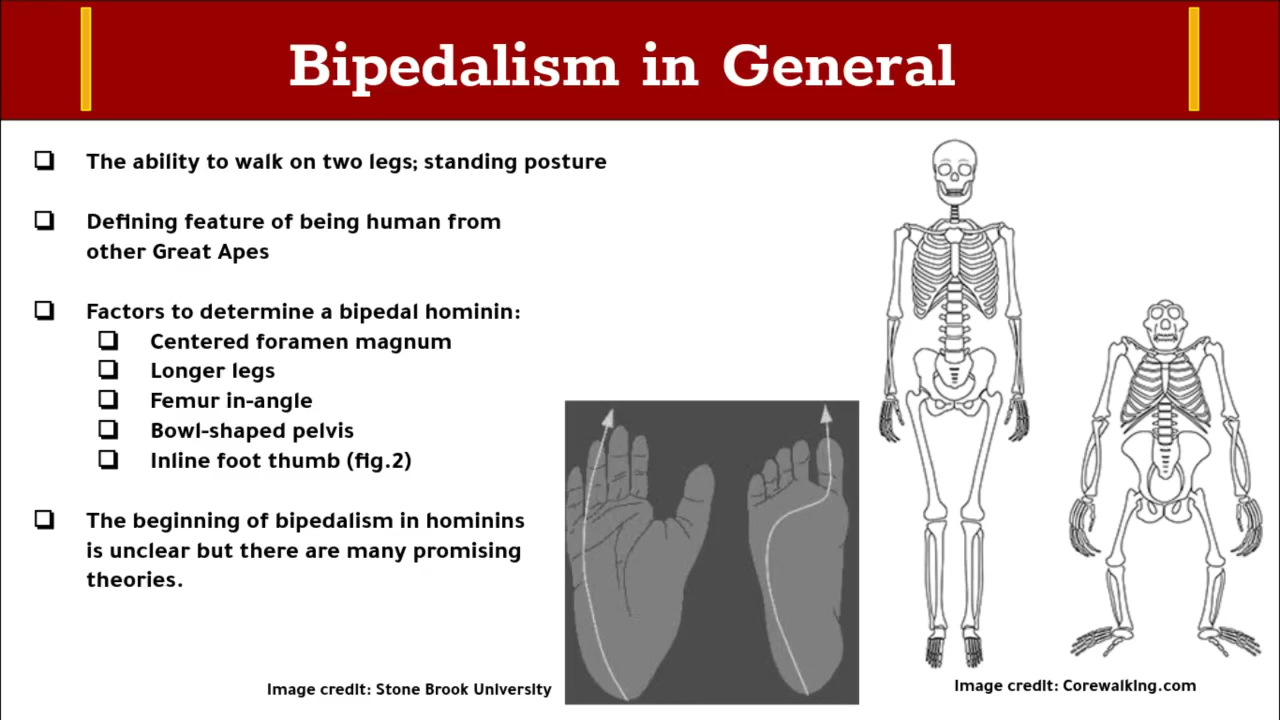 Bipedalism in General
The ability to walk on two legs; standing posture
Defining feature of being human from
other Great Apes
Factors to determine a bipedal hominin:
Centered foramen magnum
Longer legs
Femur in-angle
Bowl-shaped pelvis
Inline foot thumb (fig.2)
The beginning of bipedalism in hominins
is unclear but there are many promising
theories.
Image credit: Stone Brook University
Image credit: Corewalking.com